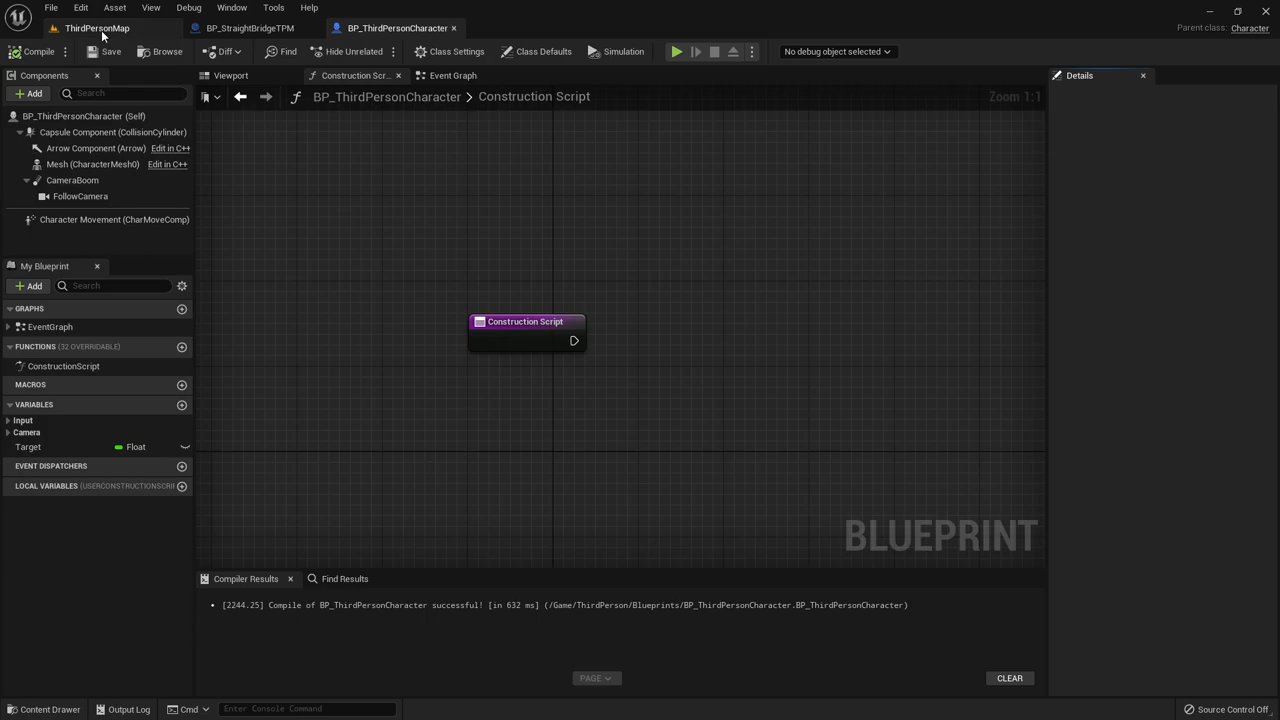 File Edit Asset View Debug Window Tools Help
ThirdPersonMap BP_StraightBridgeTPM BP_ThirdPersonCharacter Parent class: Character
Compile Save Browse Diff Find Hide Unrelated Class Settings Class Defaults Simulation No debug object selected
Components Viewport Construction Scr... Event Graph Details
Add Search BP_ThirdPersonCharacter > Construction Script Zoom 1:1
BP_ThirdPersonCharacter (Self)
Capsule Component (CollisionCylinder)
Arrow Component (Arrow) Edit in C++
Mesh (CharacterMesh0) Edit in C++
CameraBoom
FollowCamera
Character Movement (CharMoveComp)
My Blueprint
Add Search
GRAPHS
EventGraph
FUNCTIONS (32 OVERRIDABLE)
ConstructionScript
MACROS
VARIABLES
Input
Camera
Target Float
EVENT DISPATCHERS
LOCAL VARIABLES (USERCONSTRUCTIONSCRI
Construction Script
BLUEPRINT
Compiler Results Find Results
• [2244.25] Compile of BP_ThirdPersonCharacter successful! [in 632 ms] (/Game/ThirdPerson/Blueprints/BP_ThirdPersonCharacter.BP_ThirdPersonCharacter)
PAGE CLEAR
Content Drawer Output Log Cmd Enter Console Command Source Control Off